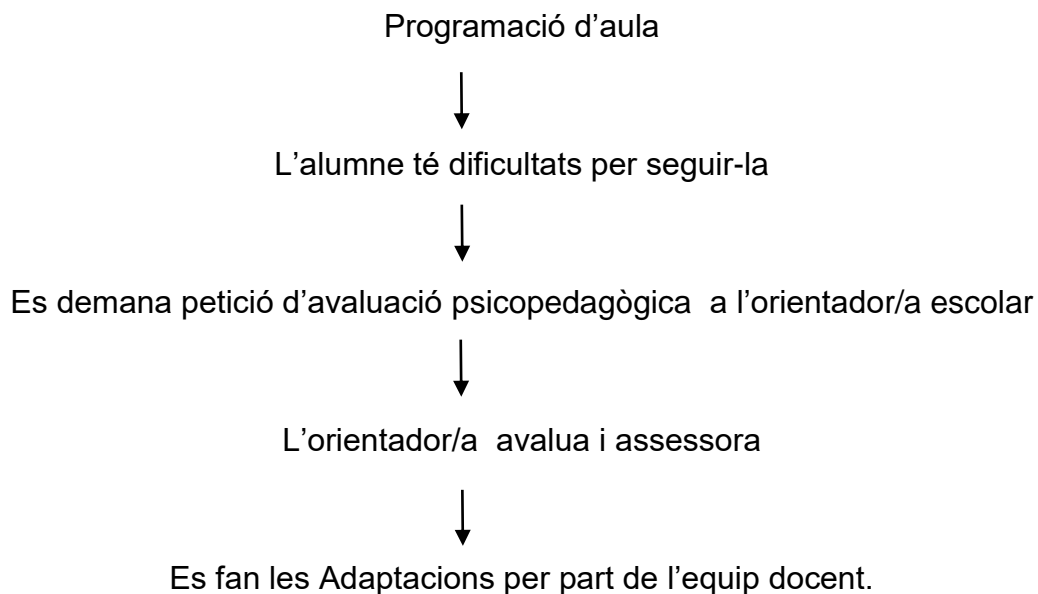 Programació d’aula
L’alumne té dificultats per seguir-la
Es demana petició d’avaluació psicopedagògica  a l’orientador/a escolar
L’orientador/a  avalua i assessora
Es fan les Adaptacions per part de l’equip docent.